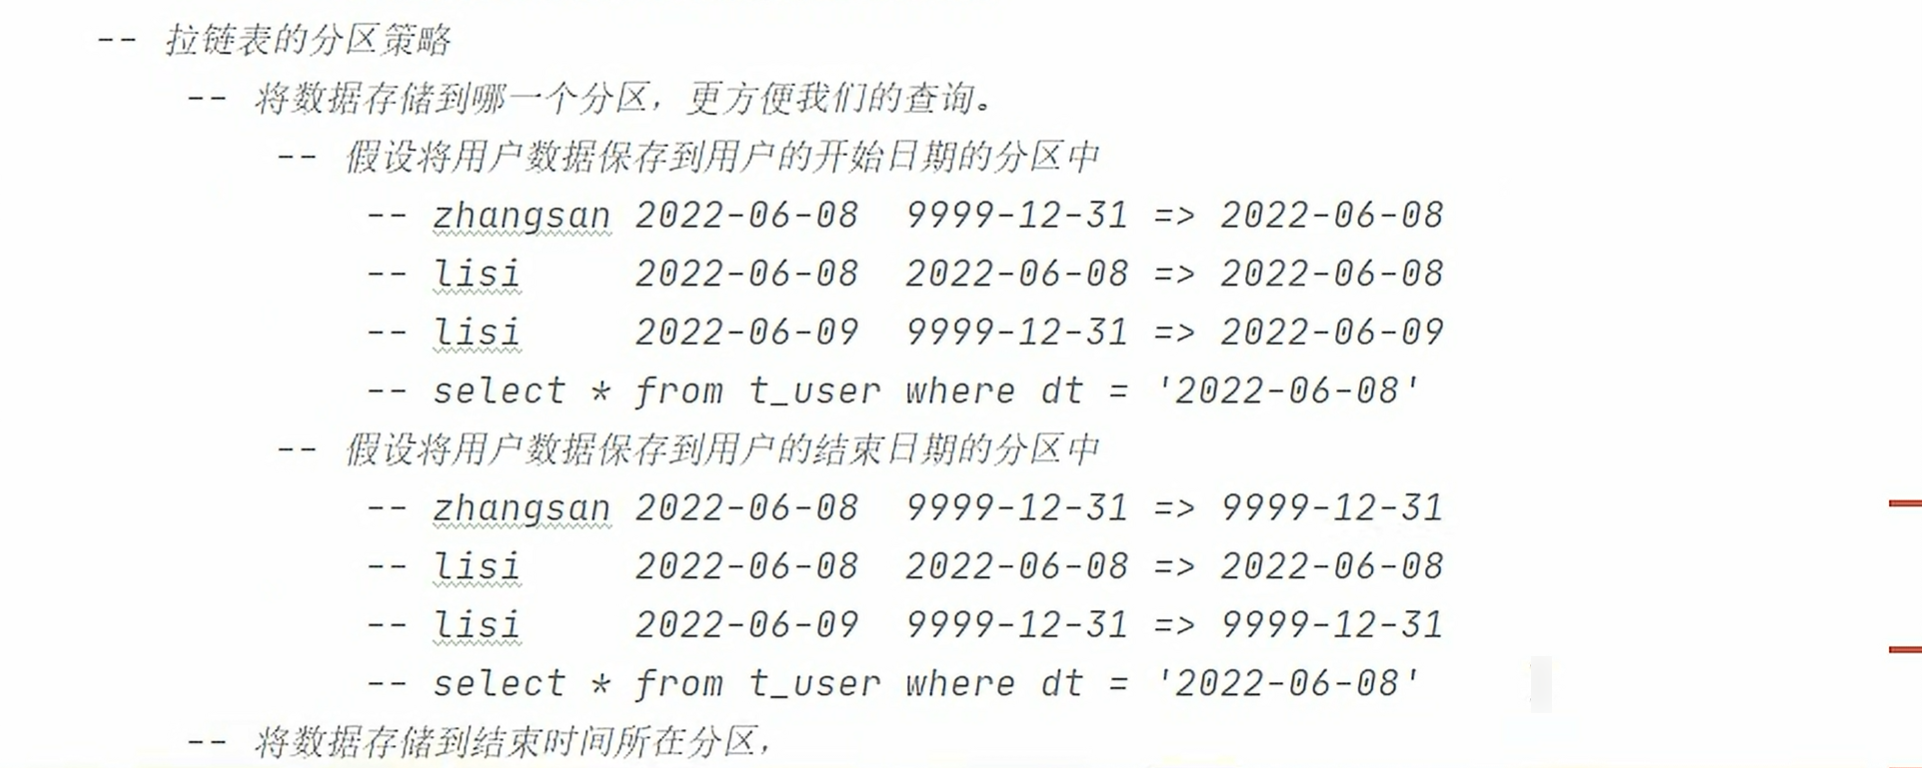 -- 拉链表的分区策略
-- 将数据存储到哪一个分区，更方便我们的查询。
-- 假设将用户数据保存到用户的开始日期的分区中
-- zhangsan 2022-06-08  9999-12-31 => 2022-06-08
-- lisi     2022-06-08  2022-06-08 => 2022-06-08
-- lisi     2022-06-09  9999-12-31 => 2022-06-09
-- select * from t_user where dt = '2022-06-08'
-- 假设将用户数据保存到用户的结束日期的分区中
-- zhangsan 2022-06-08  9999-12-31 => 9999-12-31
-- lisi     2022-06-08  2022-06-08 => 2022-06-08
-- lisi     2022-06-09  9999-12-31 => 9999-12-31
-- select * from t_user where dt = '2022-06-08'
-- 将数据存储到结束时间所在分区，